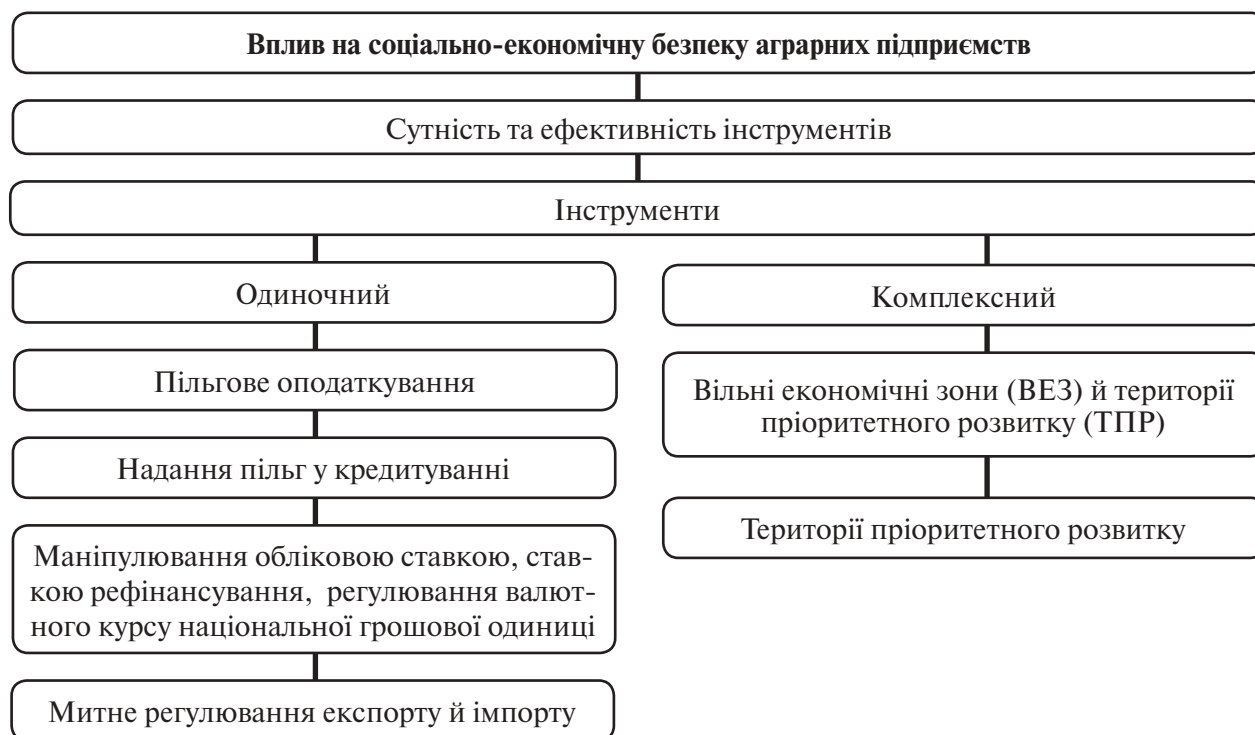 Вплив на соціально-економічну безпеку аграрних підприємств
Сутність та ефективність інструментів
Інструменти
Одиночний
Пільгове оподаткування
Надання пільг у кредитуванні
Маніпулювання обліковою ставкою, став-
кою рефінансування, регулювання валют-
ного курсу національної грошової одиниці
Митне регулювання експорту й імпорту
Комплексний
Вільні економічні зони (ВЕЗ) й території
пріоритетного розвитку (ТПР)
Території пріоритетного розвитку